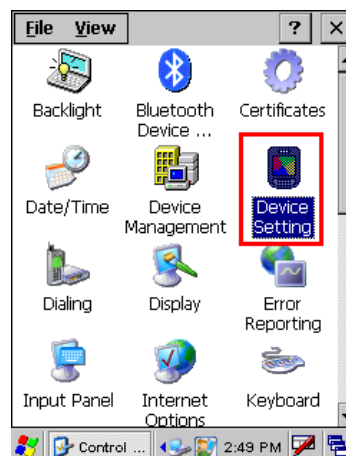 File View ? ×
Backlight Bluetooth Certificates
Device ...
Date/Time Device Device
Management Setting
Dialing Display Error
Reporting
Input Panel Internet Keyboard
Options
Control ... 2:49 PM